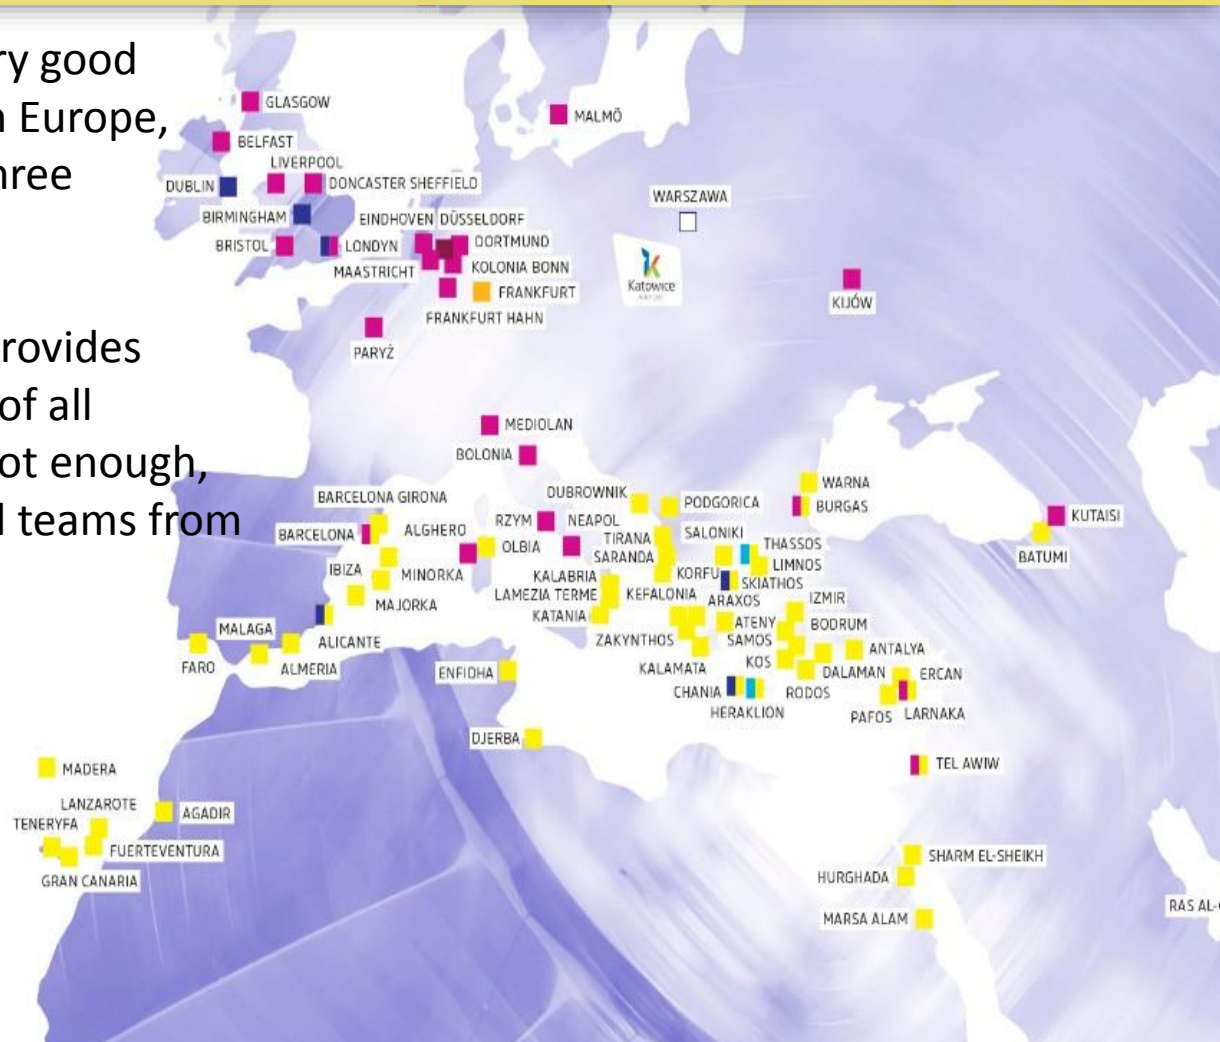 ry good
n Europe,
hree
rovides
of all
ot enough,
l teams from
GLASGOW
MALMÖ
BELFAST
LIVERPOOL
DUBLIN
DONCASTER SHEFFIELD
WARSZAWA
BIRMINGHAM
EINDHOVEN DÜSSELDORF
BRISTOL
LONDYN
DORTMUND
MAASTRICHT
KOLONIA BONN
Katowice
FRANKFURT
KIJÓW
FRANKFURT HAHN
PARYŻ
MEDIOLAN
BOLONIA
WARNA
BARCELONA GIRONA
DUBROWNIK
PODGORICA
BURGAS
KUTAISI
BARCELONA
ALGHERO
RZYM
NEAPOL
TIRANA
SALONIKI
THASSOS
OLBIA
SARANDA
BATUMI
IBIZA
MINORKA
KALABRIA
KORFU
LIMNOS
SKIATHOS
LAMEZIA TERME
KEFALONIA
ARAXOS
IZMIR
MAJORKA
KATANIA
ATENY
BODRUM
MALAGA
ALICANTE
ZAKYNTHOS
SAMOS
ANTALYA
FARO
ALMERIA
KALAMATA
KOS
ENFIDHA
DALAMAN
ERCAN
CHANIA
RODOS
HERAKLION
PAFOS
LARNAKA
DJERBA
MADERA
TEL AWIW
LANZAROTE
AGADIR
TENERYFA
FUERTEVENTURA
SHARM EL-SHEIKH
GRAN CANARIA
HURGHADA
RAS AL-
MARSA ALAM